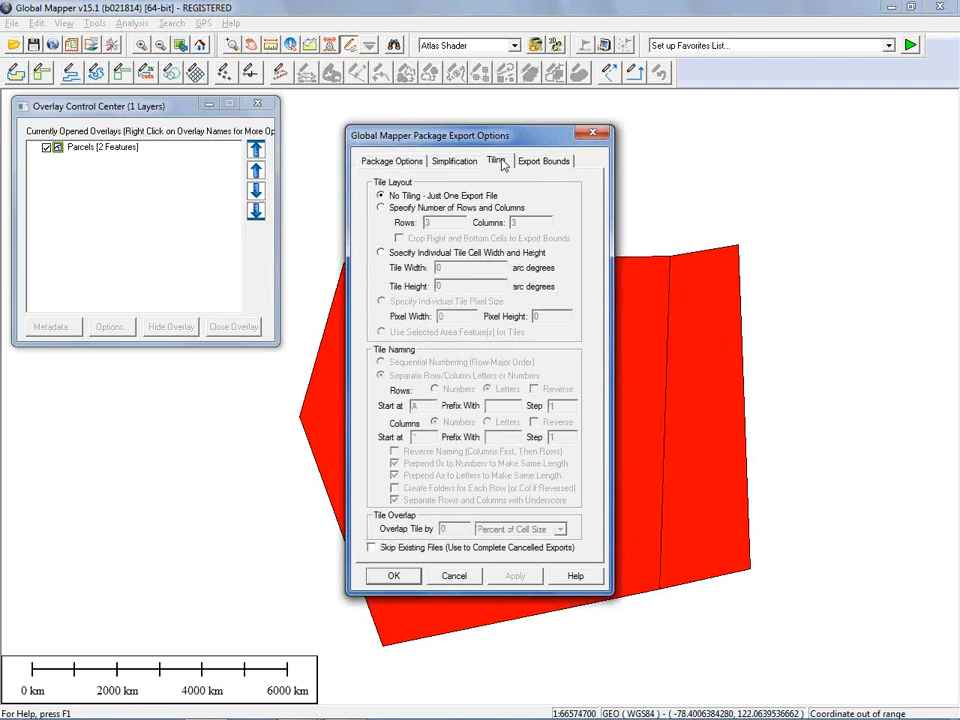 Global Mapper v15.1 (b021814) [64-bit] - REGISTERED
File Edit View Tools Analysis Search GPS Help
Atlas Shader
Set up Favorites List...
Overlay Control Center (1 Layers)
Currently Opened Overlays (Right Click on Overlay Names for More Op
Parcels [2 Features]
Metadata... Options... Hide Overlay Close Overlay
Global Mapper Package Export Options
Package Options Simplification Tiling Export Bounds
Tile Layout
No Tiling - Just One Export File
Specify Number of Rows and Columns
Rows: 3 Columns: 3
Crop Right and Bottom Cells to Export Bounds
Specify Individual Tile Cell Width and Height
Tile Width: 0 arc degrees
Tile Height: 0 arc degrees
Specify Individual Tile Pixel Size
Pixel Width: 0 Pixel Height: 0
Use Selected Area Feature(s) for Tiles
Tile Naming
Sequential Numbering (Row-Major Order)
Separate Row/Column Letters or Numbers
Rows: Numbers Letters Reverse
Start at A Prefix With Step 1
Columns Numbers Letters Reverse
Start at Prefix With Step 1
Reverse Naming (Columns Fast, Then Rows)
Prepend 0s to Numbers to Make Same Length
Prepend As to Letters to Make Same Length
Create Folders for Each Row (or Col if Reversed)
Separate Rows and Columns with Underscore
Tile Overlap
Overlap Tile by 0 Percent of Cell Size
Skip Existing Files (Use to Complete Cancelled Exports)
OK Cancel Apply Help
0 km 2000 km 4000 km 6000 km
For Help, press F1
1:66574700 GEO ( WGS84 ) - ( -78.4006384280, 122.0639536662 ) Coordinate out of range